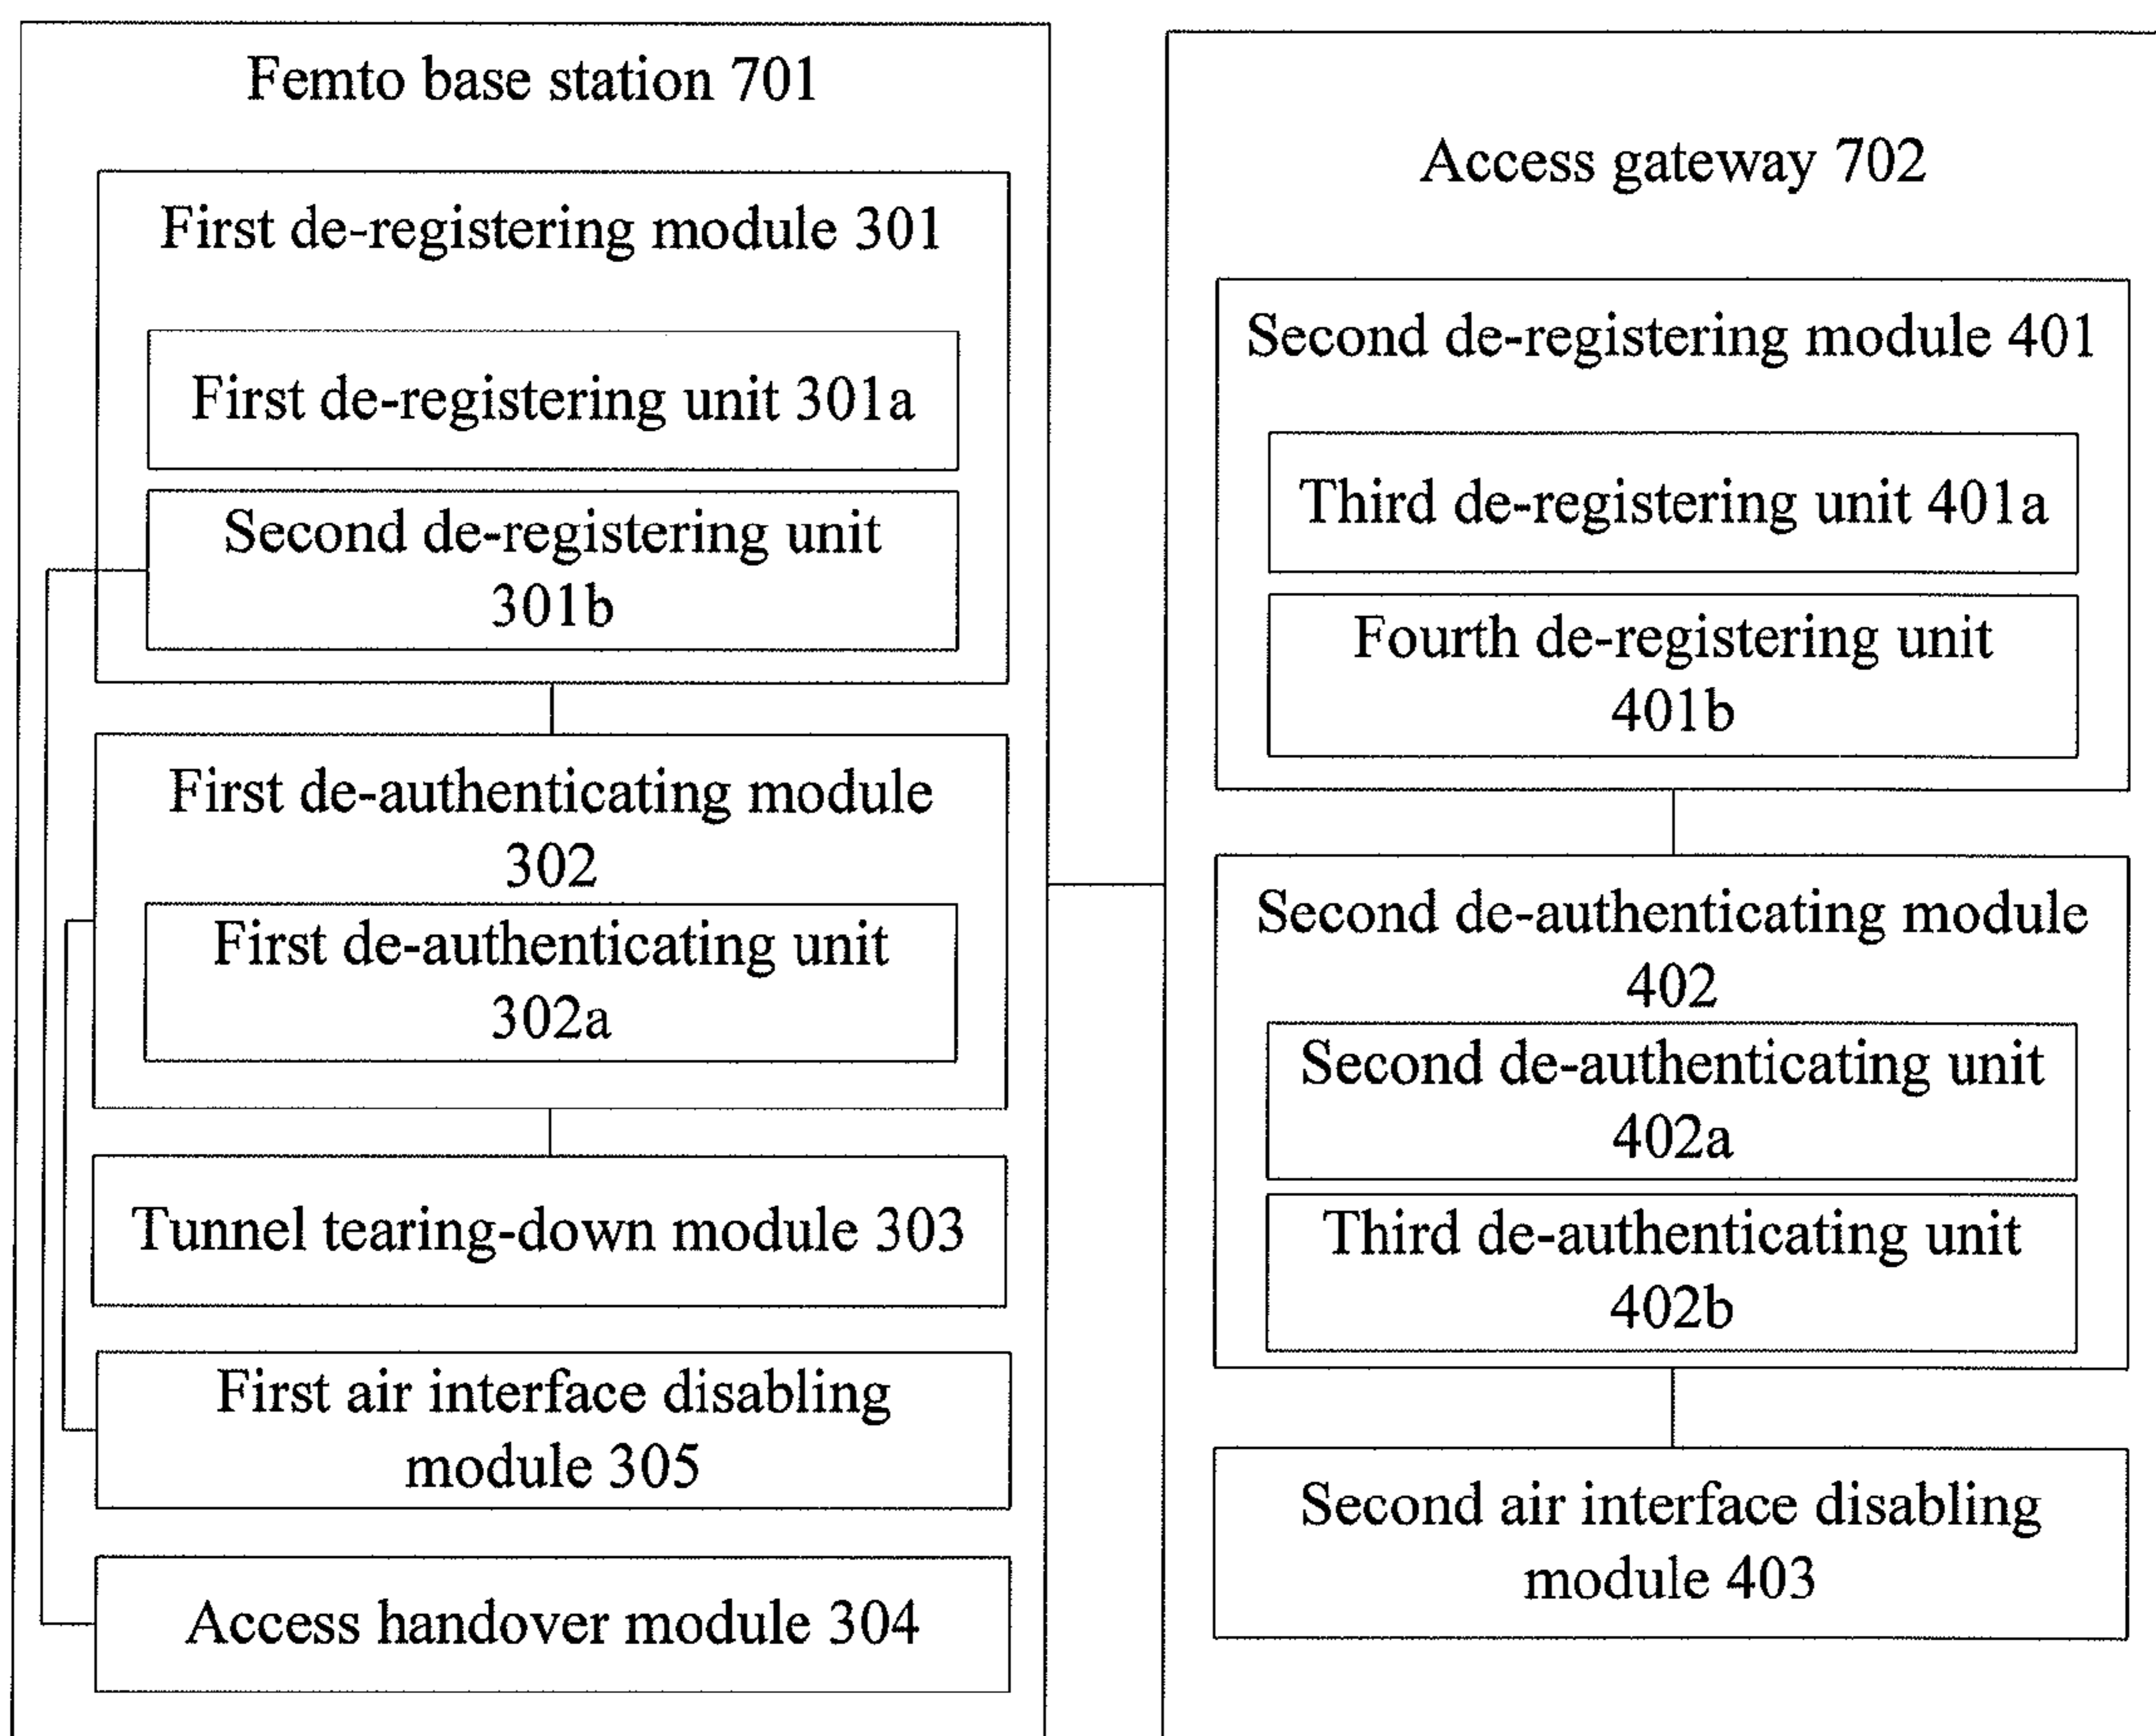 Femto base station 701
First de-registering module 301
First de-registering unit 301a
Second de-registering unit
301b
First de-authenticating module
302
First de-authenticating unit
302a
Tunnel tearing-down module 303
First air interface disabling
module 305
Access handover module 304
Access gateway 702
Second de-registering module 401
Third de-registering unit 401a
Fourth de-registering unit
401b
Second de-authenticating module
402
Second de-authenticating unit
402a
Third de-authenticating unit
402b
Second air interface disabling
module 403